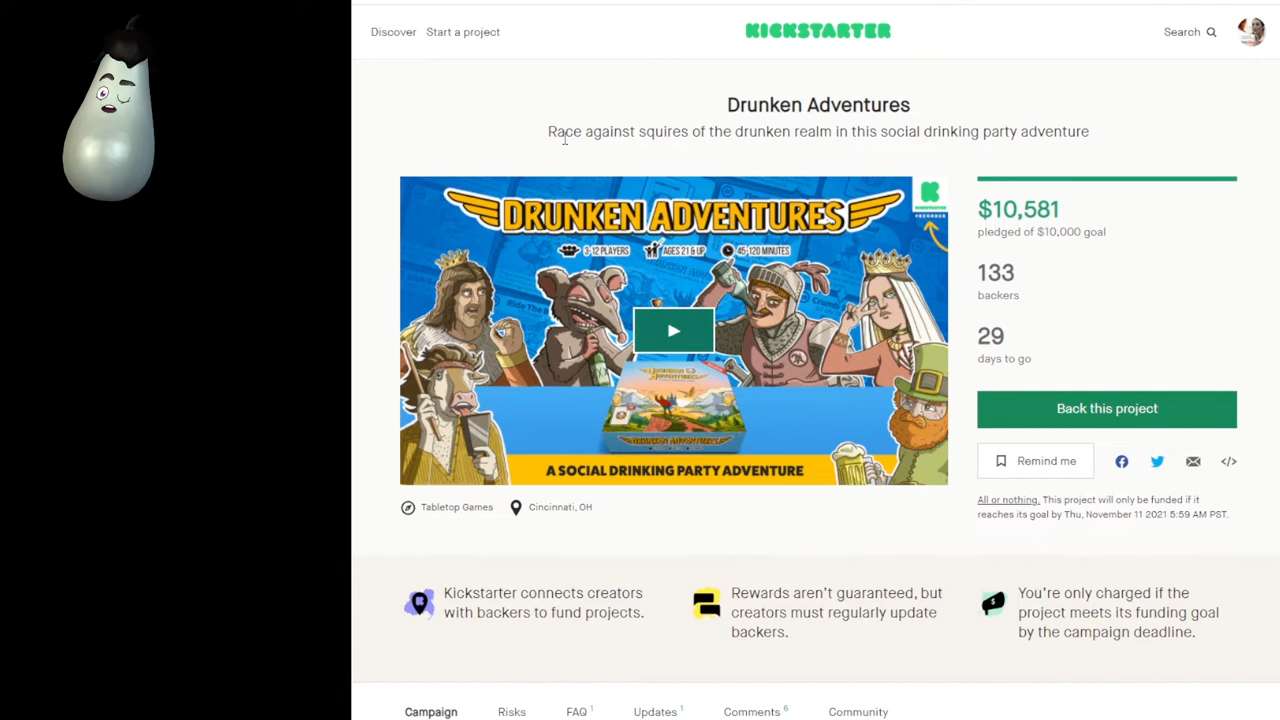 Discover Start a project KICKSTARTER Search
Drunken Adventures
Race against squires of the drunken realm in this social drinking party adventure
DRUNKEN ADVENTURES
3-12 PLAYERS AGES 21 & UP 45-120 MINUTES
KICKSTARTER
DRUNKEN ADVENTURES
DRUNKEN ADVENTURES
A SOCIAL DRINKING PARTY ADVENTURE
$10,581
pledged of $10,000 goal
133
backers
29
days to go
Back this project
Remind me
All or nothing. This project will only be funded if it
reaches its goal by Thu, November 11 2021 5:59 AM PST.
Tabletop Games Cincinnati, OH
Kickstarter connects creators
with backers to fund projects.
Rewards aren't guaranteed, but
creators must regularly update
backers.
You're only charged if the
project meets its funding goal
by the campaign deadline.
Campaign Risks FAQ 1 Updates 1 Comments 6 Community